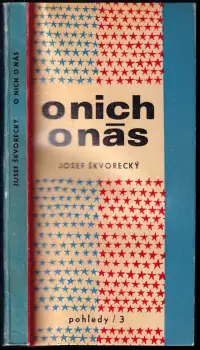 JOSEF ŠKVORECKÝ O NICH O NÁS
o nich
o nás
JOSEF ŠKVORECKÝ
pohledy / 3